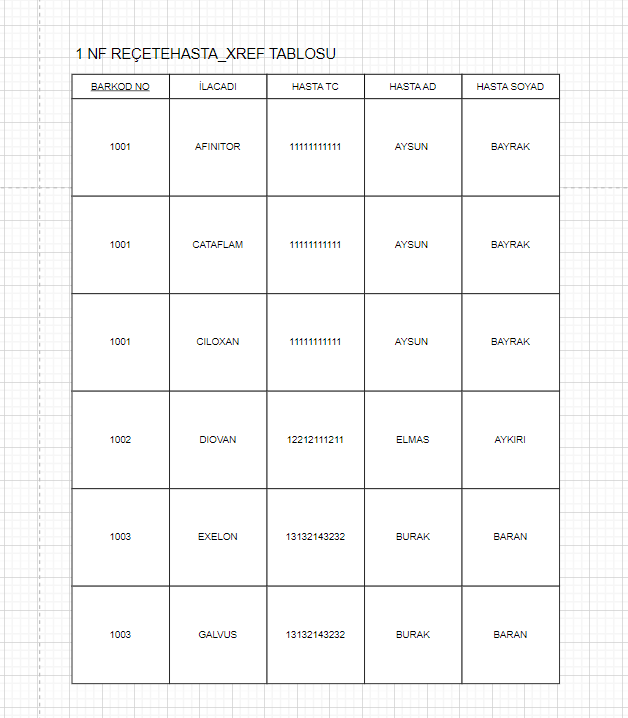 1 NF REÇETEHASTA_XREF TABLOSU
BARKOD NO İLACADI HASTA TC HASTA AD HASTA SOYAD
1001 AFINITOR 11111111111 AYSUN BAYRAK
1001 CATAFLAM 11111111111 AYSUN BAYRAK
1001 CILOXAN 11111111111 AYSUN BAYRAK
1002 DIOVAN 12212111211 ELMAS AYKIRI
1003 EXELON 13132143232 BURAK BARAN
1003 GALVUS 13132143232 BURAK BARAN